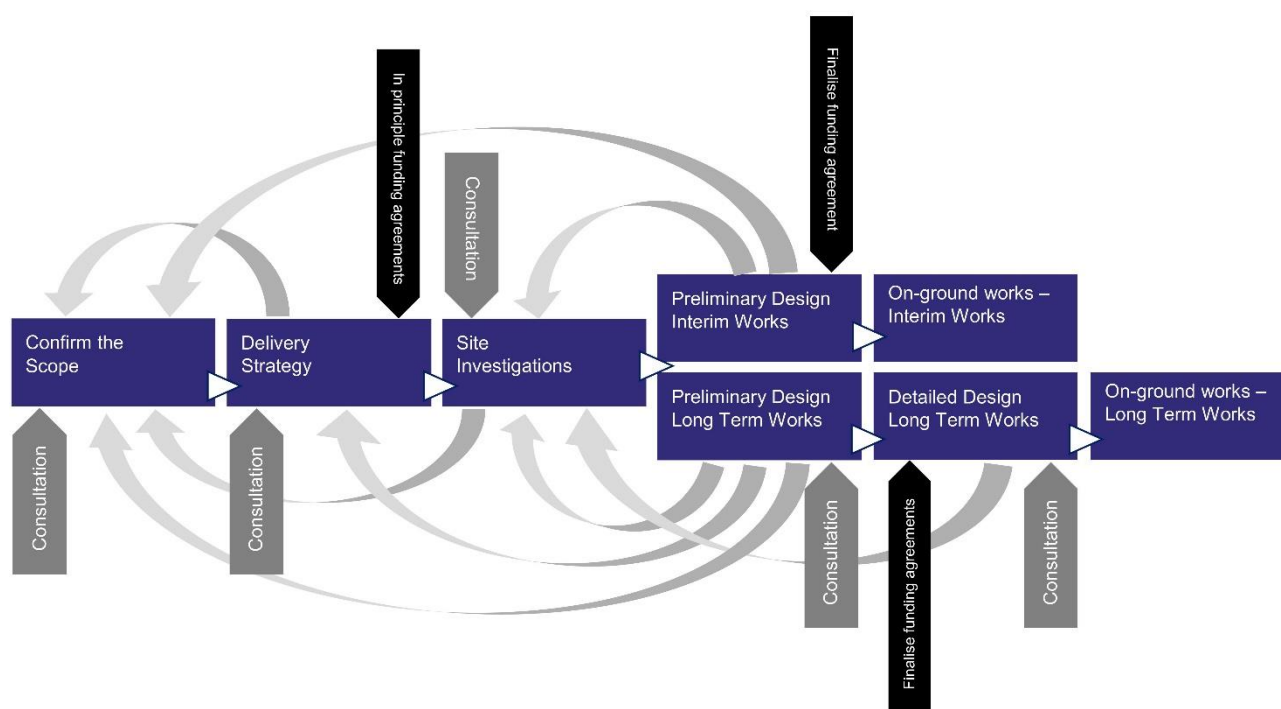 In principle funding agreements
Finalise funding agreement
Consultation
Preliminary Design
Interim Works
On-ground works –
Interim Works
Confirm the
Scope
Delivery
Strategy
Site
Investigations
Preliminary Design
Long Term Works
Detailed Design
Long Term Works
On-ground works –
Long Term Works
Consultation
Consultation
Consultation
Finalise funding agreements
Consultation